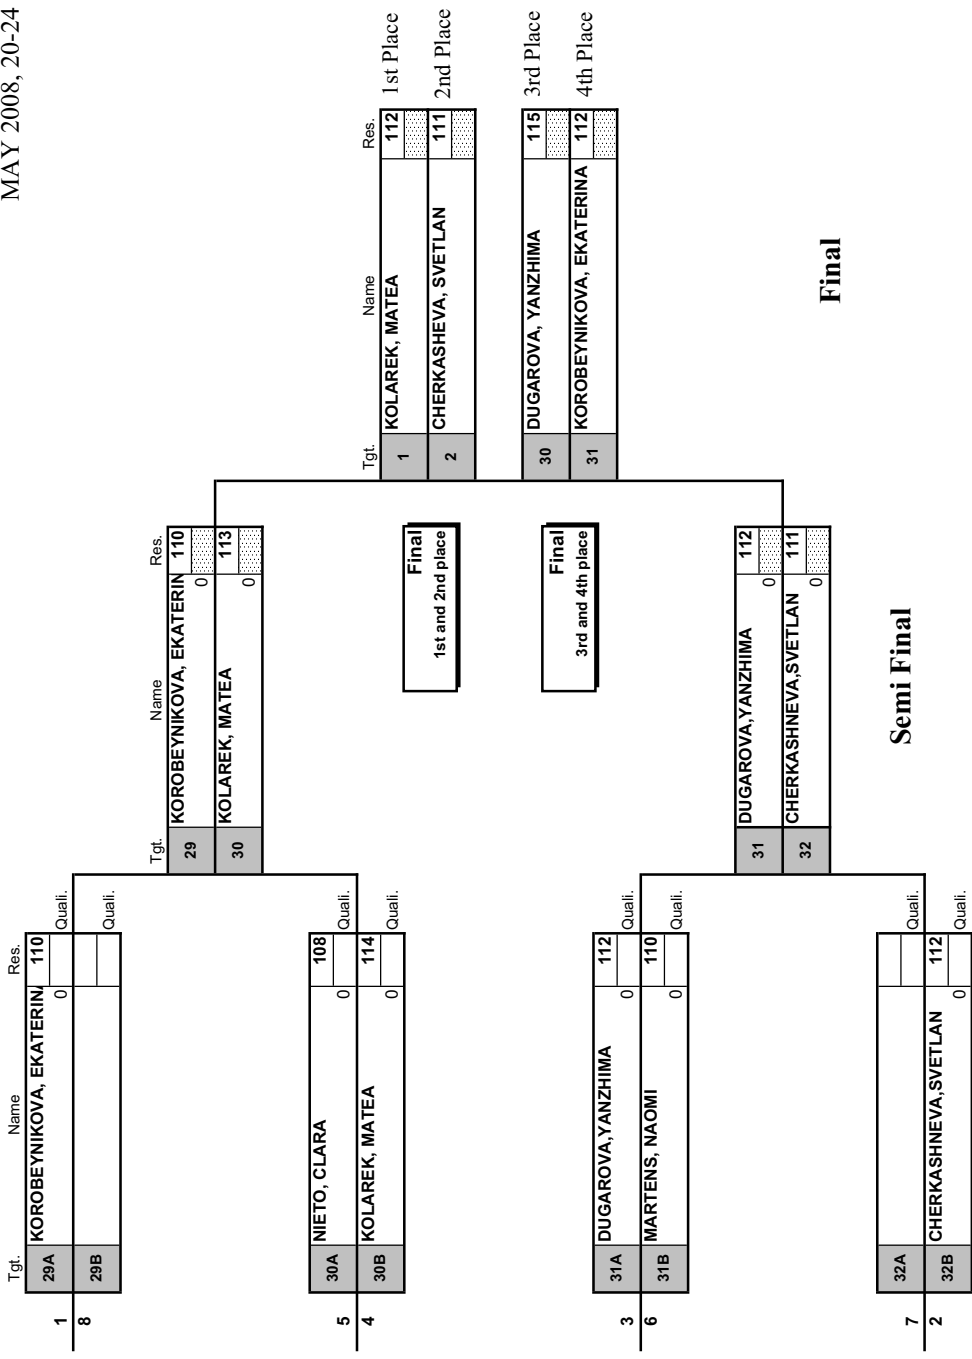 MAY 2008, 20-24
Tgt. Name Res.
1
29A KOROBEYNIKOVA, EKATERINA 110
0 Quali.
8
29B
Quali.
5
30A NIETO, CLARA 108
0 Quali.
4
30B KOLAREK, MATEA 114
0 Quali.
3
31A DUGAROVA,YANZHIMA 112
0 Quali.
6
31B MARTENS, NAOMI 110
0 Quali.
7
32A
Quali.
2
32B CHERKASHNEVA,SVETLAN 112
0 Quali.
Tgt. Name Res.
29 KOROBEYNIKOVA, EKATERIN 110
0
30 KOLAREK, MATEA 113
0
31 DUGAROVA,YANZHIMA 112
0
32 CHERKASHNEVA,SVETLAN 111
0
Semi Final
Final
1st and 2nd place
Final
3rd and 4th place
Tgt. Name Res.
1 KOLAREK, MATEA 112 1st Place
2 CHERKASHEVA, SVETLAN 111 2nd Place
30 DUGAROVA, YANZHIMA 115 3rd Place
31 KOROBEYNIKOVA, EKATERINA 112 4th Place
Final